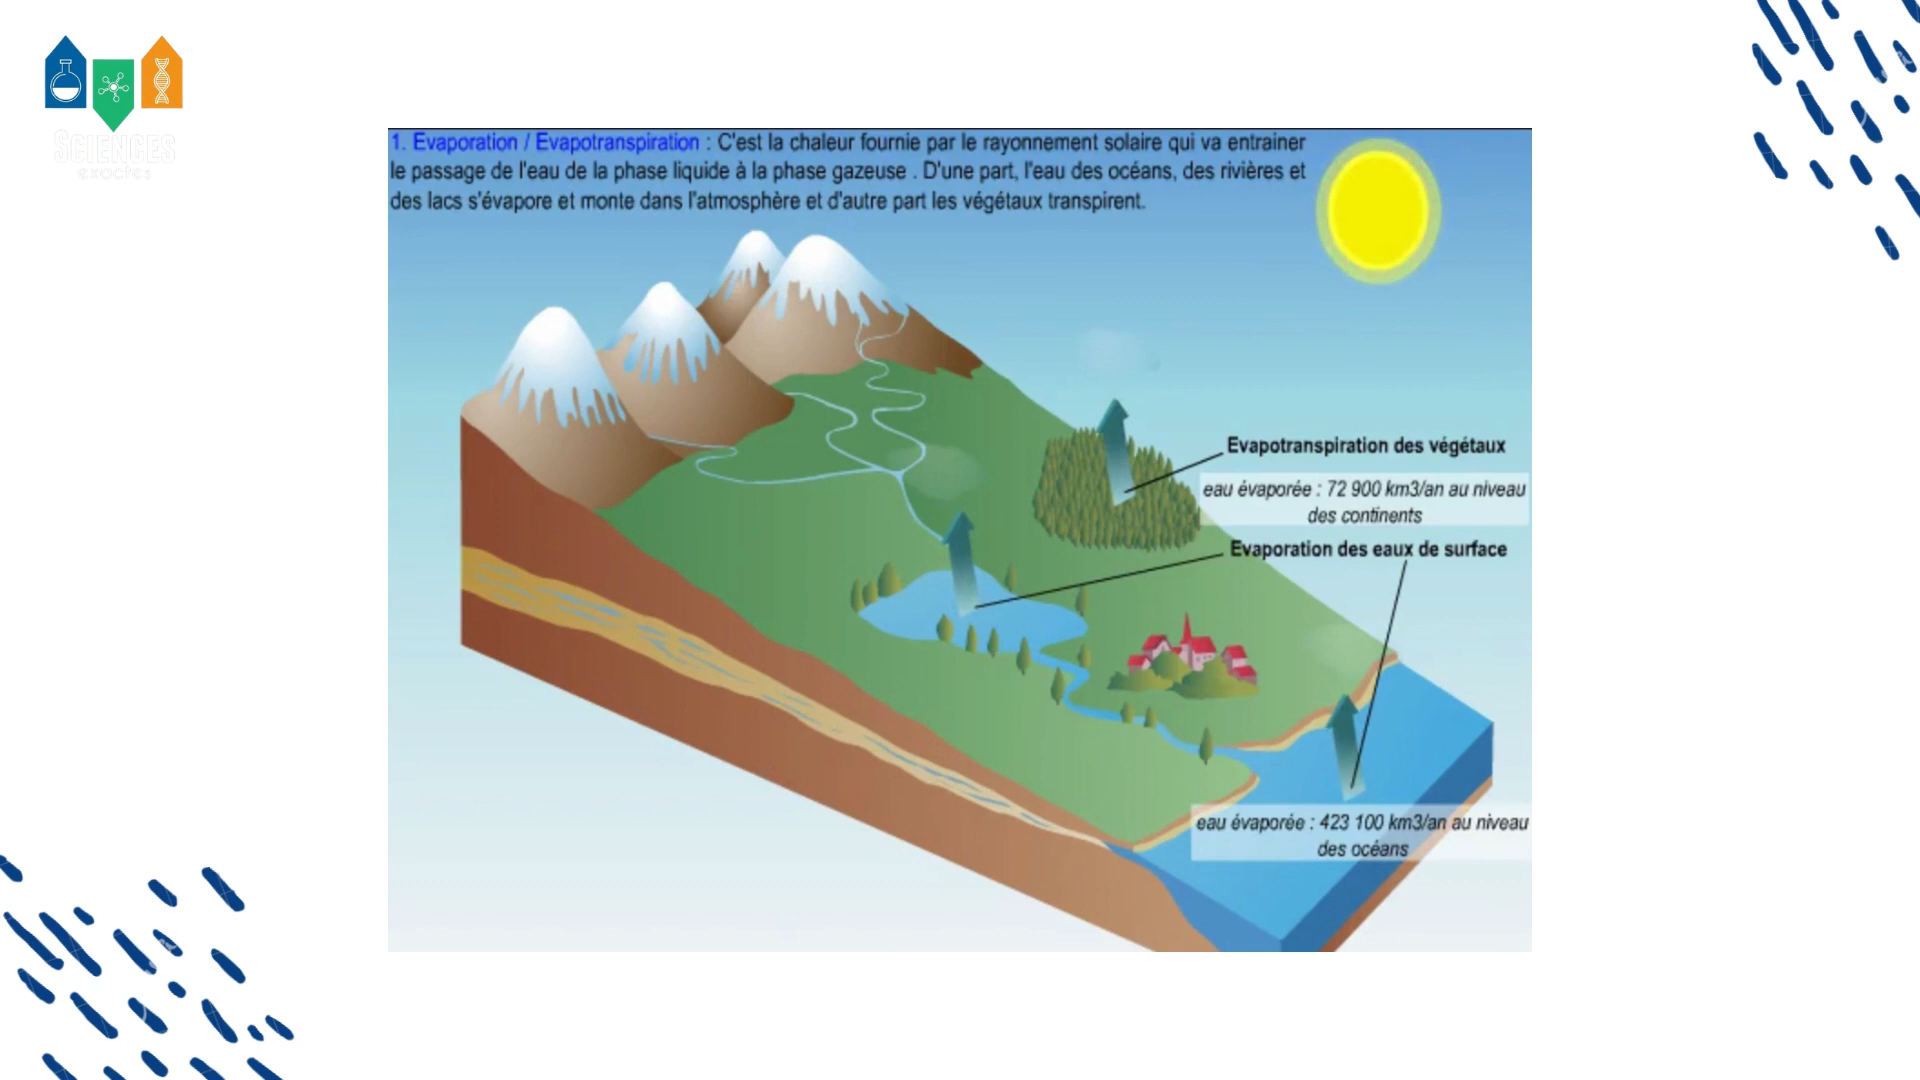 SCIENCES
exactes
1. Evaporation / Evapotranspiration : C'est la chaleur fournie par le rayonnement solaire qui va entrainer
le passage de l'eau de la phase liquide à la phase gazeuse . D'une part, l'eau des océans, des rivières et
des lacs s'évapore et monte dans l'atmosphère et d'autre part les végétaux transpirent.
Evapotranspiration des végétaux
eau évaporée : 72 900 km3/an au niveau
des continents
Evaporation des eaux de surface
eau évaporée : 423 100 km3/an au niveau
des océans